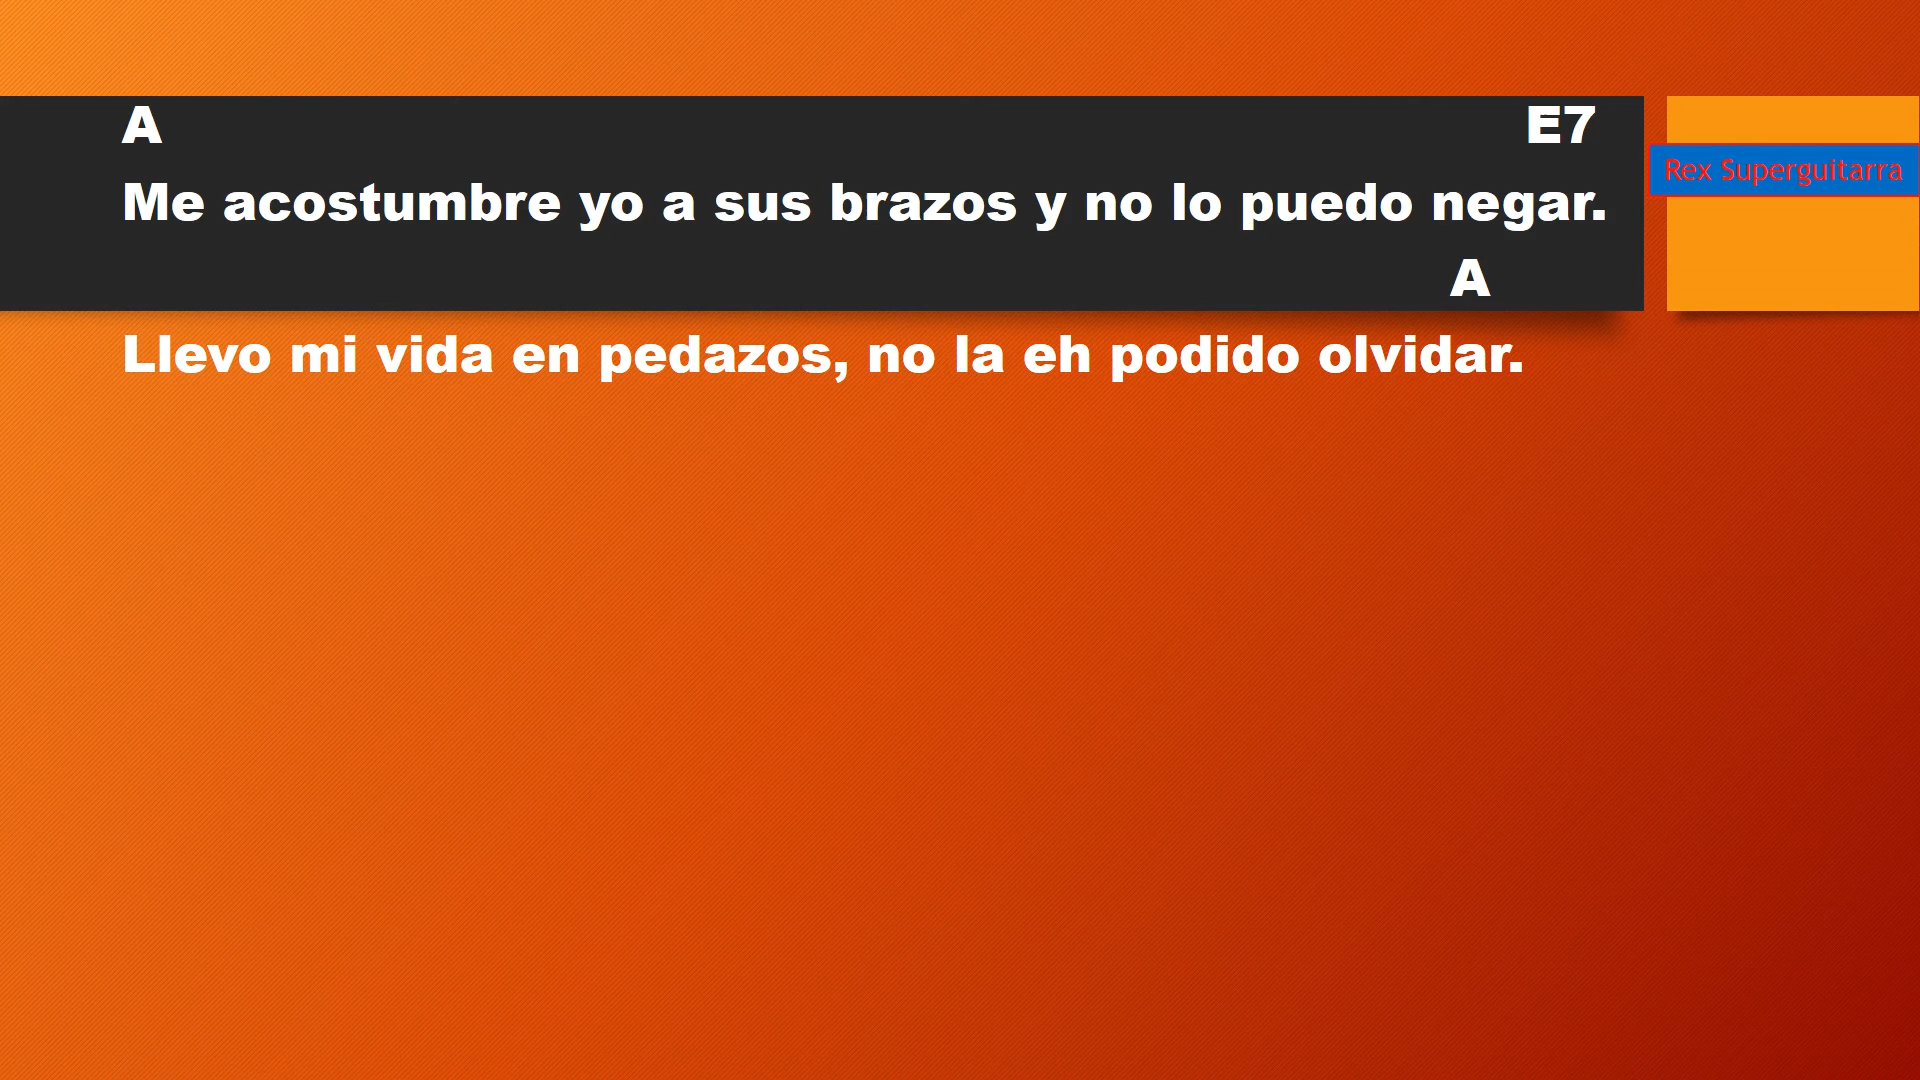 A E7
Rex Superguitarra
Me acostumbre yo a sus brazos y no lo puedo negar.
A
Llevo mi vida en pedazos, no la eh podido olvidar.